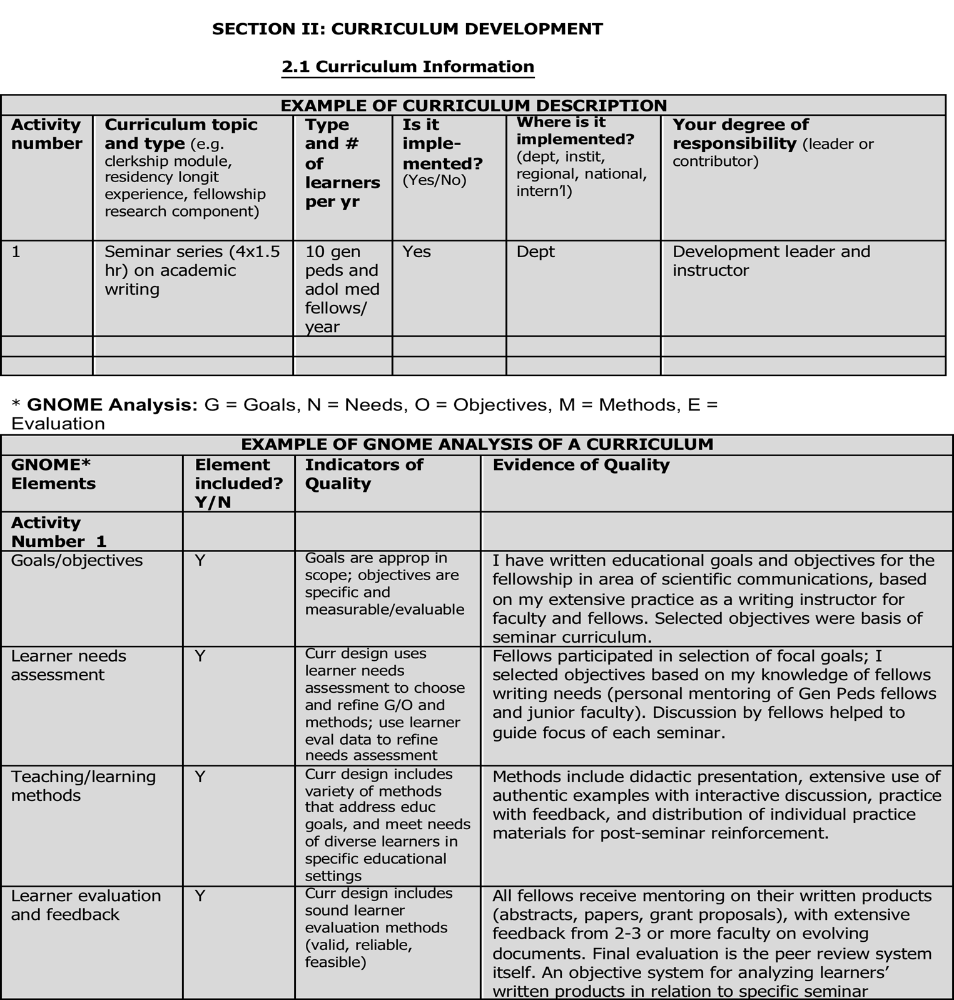 SECTION II: CURRICULUM DEVELOPMENT
2.1 Curriculum Information
EXAMPLE OF CURRICULUM DESCRIPTION
Activity
number
Curriculum topic
and type (e.g.
clerkship module,
residency longit
experience, fellowship
research component)
Type
and #
of
learners
per yr
Is it
imple-
mented?
(Yes/No)
Where is it
implemented?
(dept, instit,
regional, national,
intern’l)
Your degree of
responsibility (leader or
contributor)
1
Seminar series (4x1.5
hr) on academic
writing
10 gen
peds and
adol med
fellows/
year
Yes
Dept
Development leader and
instructor
* GNOME Analysis: G = Goals, N = Needs, O = Objectives, M = Methods, E =
Evaluation
EXAMPLE OF GNOME ANALYSIS OF A CURRICULUM
GNOME*
Elements
Element
included?
Y/N
Indicators of
Quality
Evidence of Quality
Activity
Number 1
Goals/objectives
Y
Goals are approp in
scope; objectives are
specific and
measurable/evaluable
I have written educational goals and objectives for the
fellowship in area of scientific communications, based
on my extensive practice as a writing instructor for
faculty and fellows. Selected objectives were basis of
seminar curriculum.
Learner needs
assessment
Y
Curr design uses
learner needs
assessment to choose
and refine G/O and
methods; use learner
eval data to refine
needs assessment
Fellows participated in selection of focal goals; I
selected objectives based on my knowledge of fellows
writing needs (personal mentoring of Gen Peds fellows
and junior faculty). Discussion by fellows helped to
guide focus of each seminar.
Teaching/learning
methods
Y
Curr design includes
variety of methods
that address educ
goals, and meet needs
of diverse learners in
specific educational
settings
Methods include didactic presentation, extensive use of
authentic examples with interactive discussion, practice
with feedback, and distribution of individual practice
materials for post-seminar reinforcement.
Learner evaluation
and feedback
Y
Curr design includes
sound learner
evaluation methods
(valid, reliable,
feasible)
All fellows receive mentoring on their written products
(abstracts, papers, grant proposals), with extensive
feedback from 2-3 or more faculty on evolving
documents. Final evaluation is the peer review system
itself. An objective system for analyzing learners’
written products in relation to specific seminar